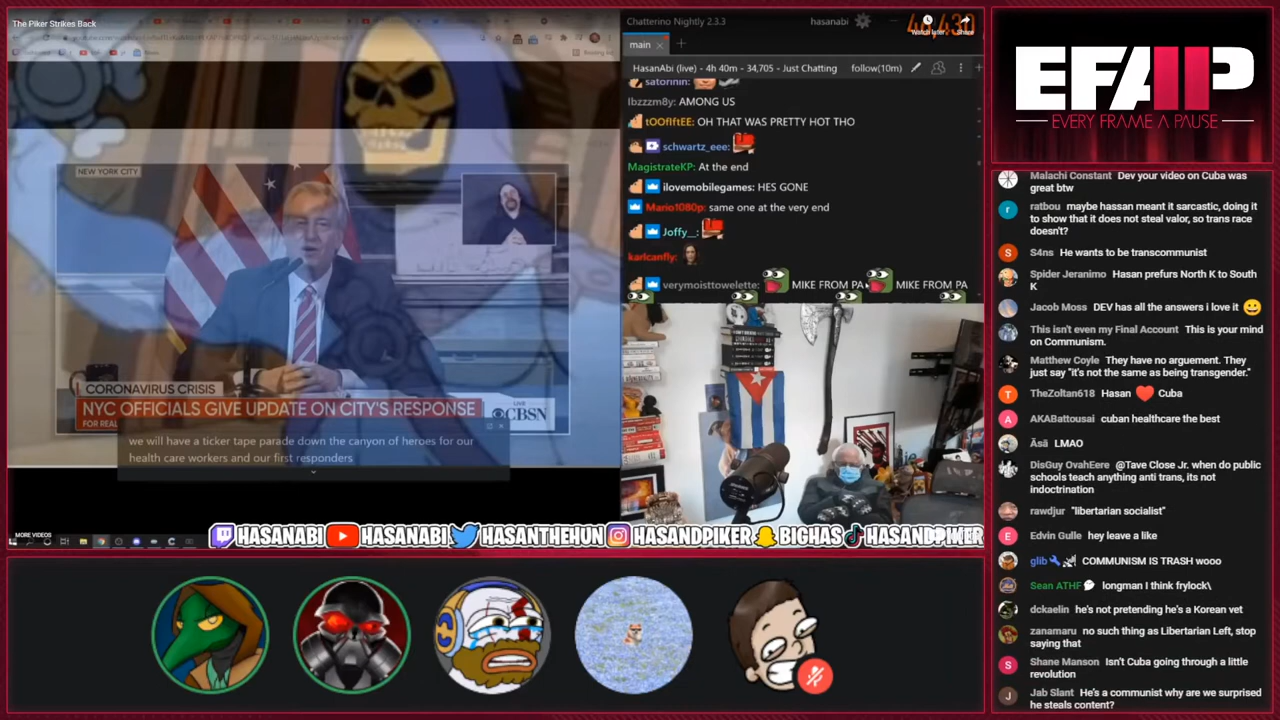 The Piker Strikes Back
NEW YORK CITY
CORONAVIRUS CRISIS
NYC OFFICIALS GIVE UPDATE ON CITY'S RESPONSE
LIVE
CBSN
we will have a ticker tape parade down the canyon of heroes for our
health care workers and our first responders
MORE VIDEOS
Chatterino Nightly 2.3.3
hasanabi
Watch later
Share
main
HasanAbi (live) - 4h 40m - 34,705 - Just Chatting
follow(10m)
satorinin:
lbzzzm8y: AMONG US
tOOfIftEE: OH THAT WAS PRETTY HOT THO
schwartz_eee:
MagistrateKP: At the end
ilovemobilegames: HES GONE
Mario1080p: same one at the very end
Joffy__:
karlcanfly:
verymoisttowelette: MIKE FROM PA MIKE FROM PA
HASANABI HASANABI HASANTHEHUN HASANDPIKER BIGHAS HASANDPIKER
EFAP
EVERY FRAME A PAUSE
Malachi Constant Dev your video on Cuba was
great btw
ratbou maybe hassan meant it sarcastic, doing it
to show that it does not steal valor, so trans race
doesn't?
S4ns He wants to be transcommunist
Spider Jeranimo Hasan prefurs North K to South
K
Jacob Moss DEV has all the answers i love it 😀
This isn't even my Final Account This is your mind
on Communism.
Matthew Coyle They have no arguement. They
just say "it's not the same as being transgender."
TheZoltan618 Hasan ❤ Cuba
AKABattousai cuban healthcare the best
Äsä LMAO
DisGuy OvahEere @Tave Close Jr. when do public
schools teach anything anti trans, its not
indoctrination
rawdjur "libertarian socialist"
Edvin Gulle hey leave a like
glib COMMUNISM IS TRASH wooo
Sean ATHF longman I think frylock\
dckaelin he's not pretending he's a Korean vet
zanamaru no such thing as Libertarian Left, stop
saying that
Shane Manson Isn't Cuba going through a little
revolution
Jab Slant He's a communist why are we surprised
he steals content?